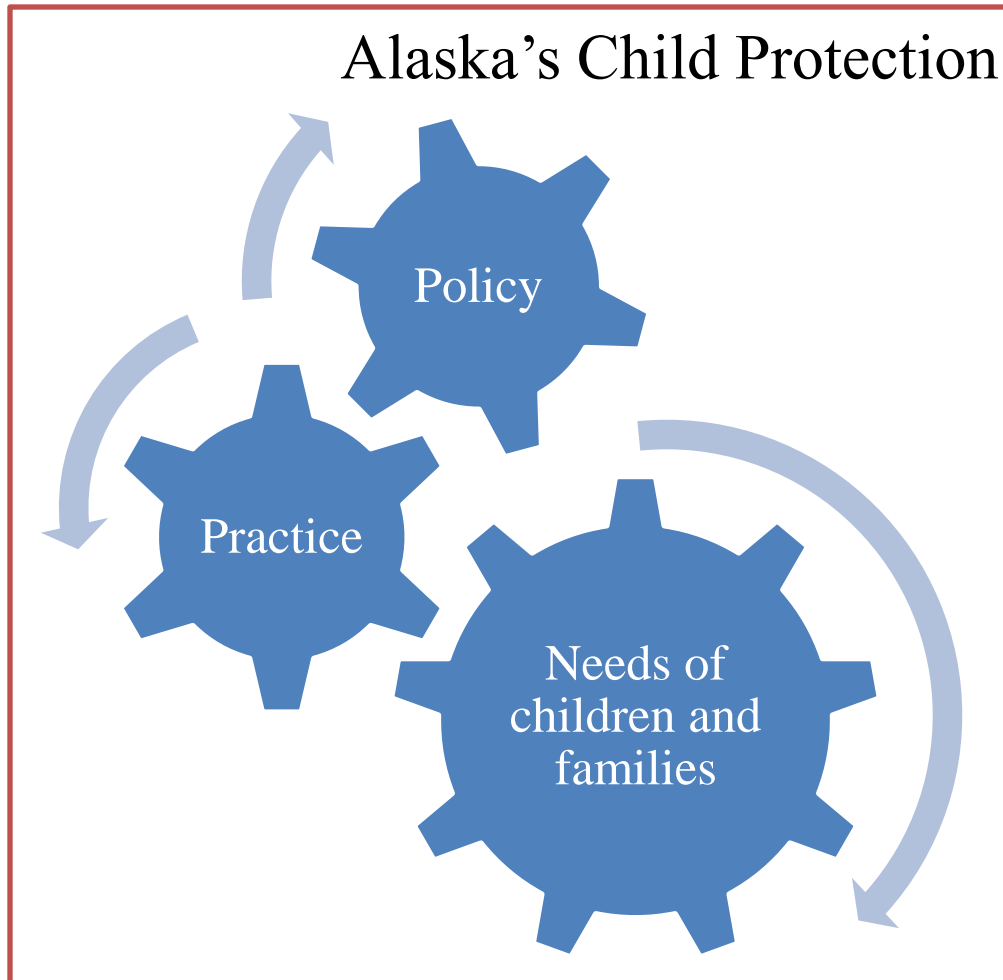 Alaska’s Child Protection
Policy
Practice
Needs of
children and
families